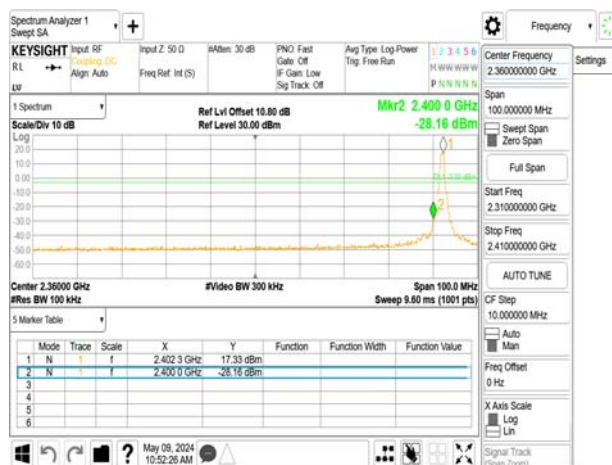 Spectrum Analyzer 1
Swept SA
Frequency
KEYSIGHT
RL
Input: RF
Coupling: DC
Align: Auto
Input Z: 50 Ω
Freq Ref: Int (S)
#Atten: 30 dB
PNO: Fast
Gate: Off
IF Gain: Low
Sig Track: Off
Avg Type: Log-Power
Trig: Free Run
1 2 3 4 5 6
M W W W W W
P N N N N N
1 Spectrum
Scale/Div 10 dB
Ref Lvl Offset 10.80 dB
Ref Level 30.00 dBm
Mkr2 2.400 0 GHz
-28.16 dBm
Log
20.0
10.0
0.00
-10.0
-20.0
-30.0
-40.0
-50.0
-60.0
1
2
Center 2.36000 GHz
#Res BW 100 kHz
#Video BW 300 kHz
Span 100.0 MHz
Sweep 9.60 ms (1001 pts)
5 Marker Table
Mode Trace Scale X Y Function Function Width Function Value
1 N 1 f 2.402 3 GHz 17.33 dBm
2 N 1 f 2.400 0 GHz -28.16 dBm
3
4
5
6
May 09, 2024
10:52:26 AM
Center Frequency
2.360000000 GHz
Settings
Span
100.000000 MHz
Swept Span
Zero Span
Full Span
Start Freq
2.310000000 GHz
Stop Freq
2.410000000 GHz
AUTO TUNE
CF Step
10.000000 MHz
Auto
Man
Freq Offset
0 Hz
X Axis Scale
Log
Lin
Signal Track
(Span Zoom)